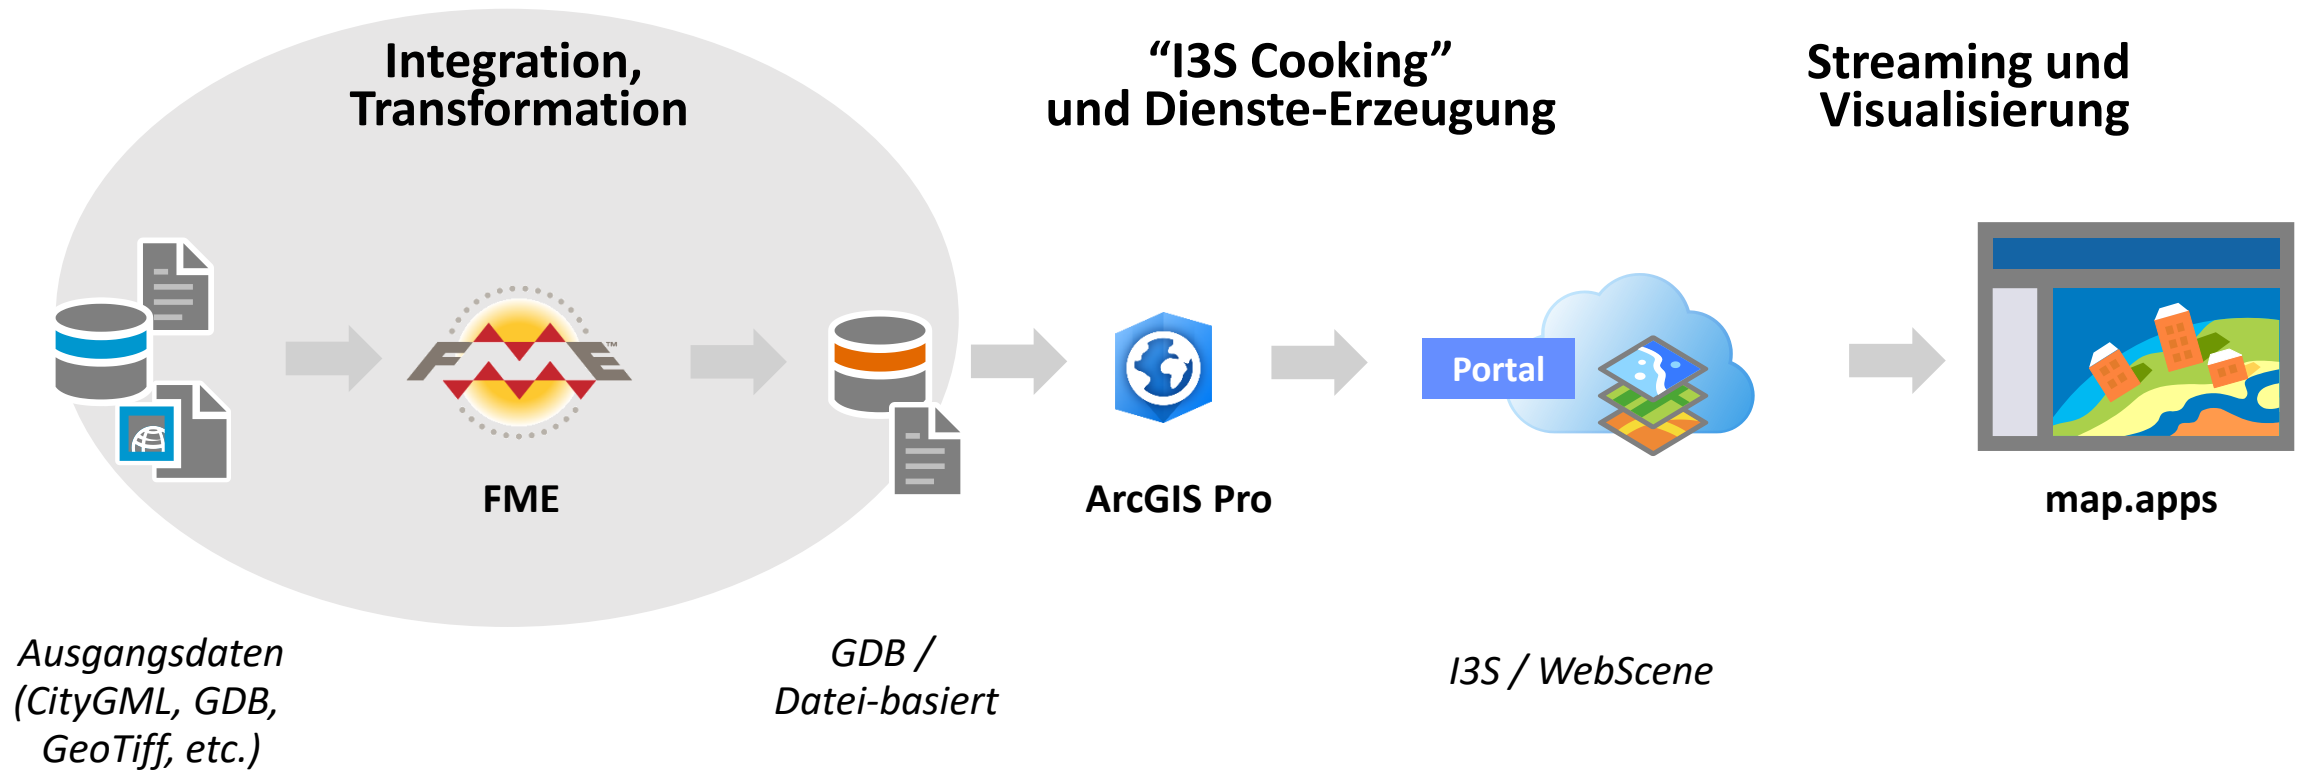 Integration,
Transformation
“I3S Cooking”
und Dienste-Erzeugung
Streaming und
Visualisierung
FME™
Portal
FME
ArcGIS Pro
map.apps
Ausgangsdaten
(CityGML, GDB,
GeoTiff, etc.)
GDB /
Datei-basiert
I3S / WebScene